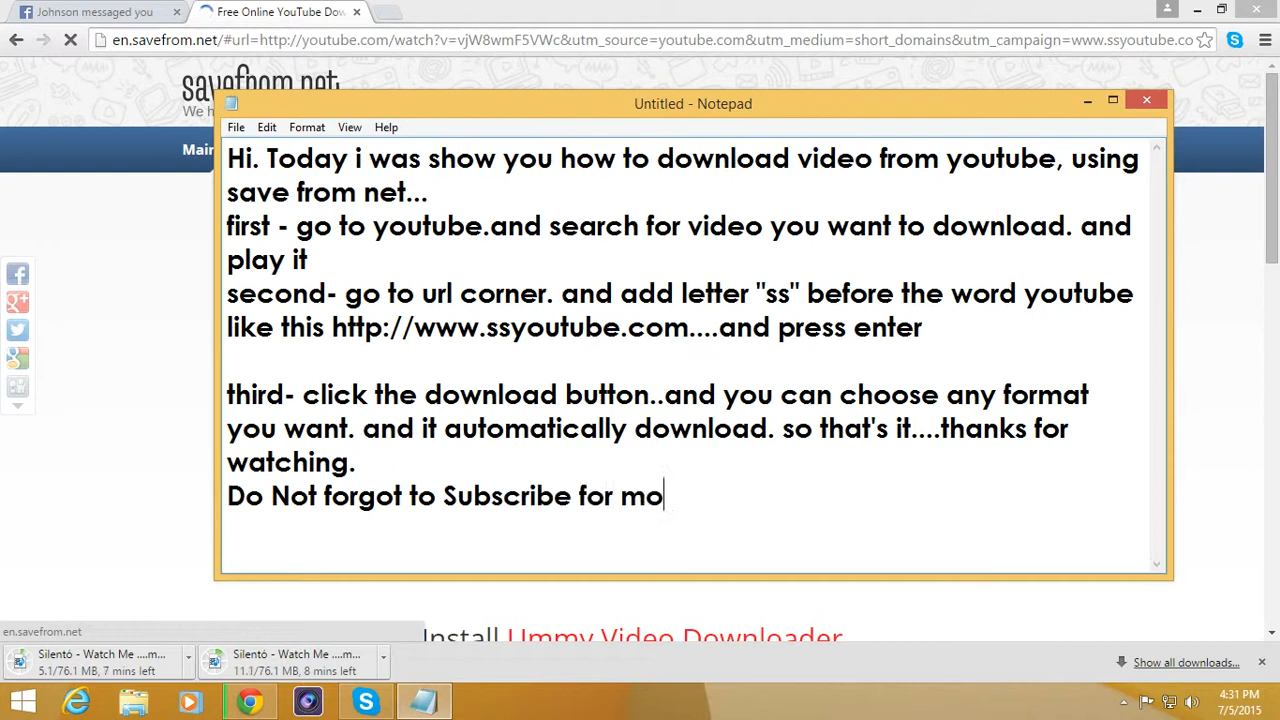 Johnson messaged you
Free Online YouTube Dow
en.savefrom.net/#url=http://youtube.com/watch?v=vjW8wmF5VWc&utm_source=youtube.com&utm_medium=short_domains&utm_campaign=www.ssyoutube.co
savefrom.net
We h
Main
Untitled - Notepad
File Edit Format View Help
Hi. Today i was show you how to download video from youtube, using
save from net...
first - go to youtube.and search for video you want to download. and
play it
second- go to url corner. and add letter "ss" before the word youtube
like this http://www.ssyoutube.com....and press enter
third- click the download button..and you can choose any format
you want. and it automatically download. so that's it....thanks for
watching.
Do Not forgot to Subscribe for mo
Install Ummy Video Downloader
en.savefrom.net
Silentó - Watch Me ....m...
5.1/76.1 MB, 7 mins left
Silentó - Watch Me ....m...
11.1/76.1 MB, 8 mins left
Show all downloads...
4:31 PM
7/5/2015